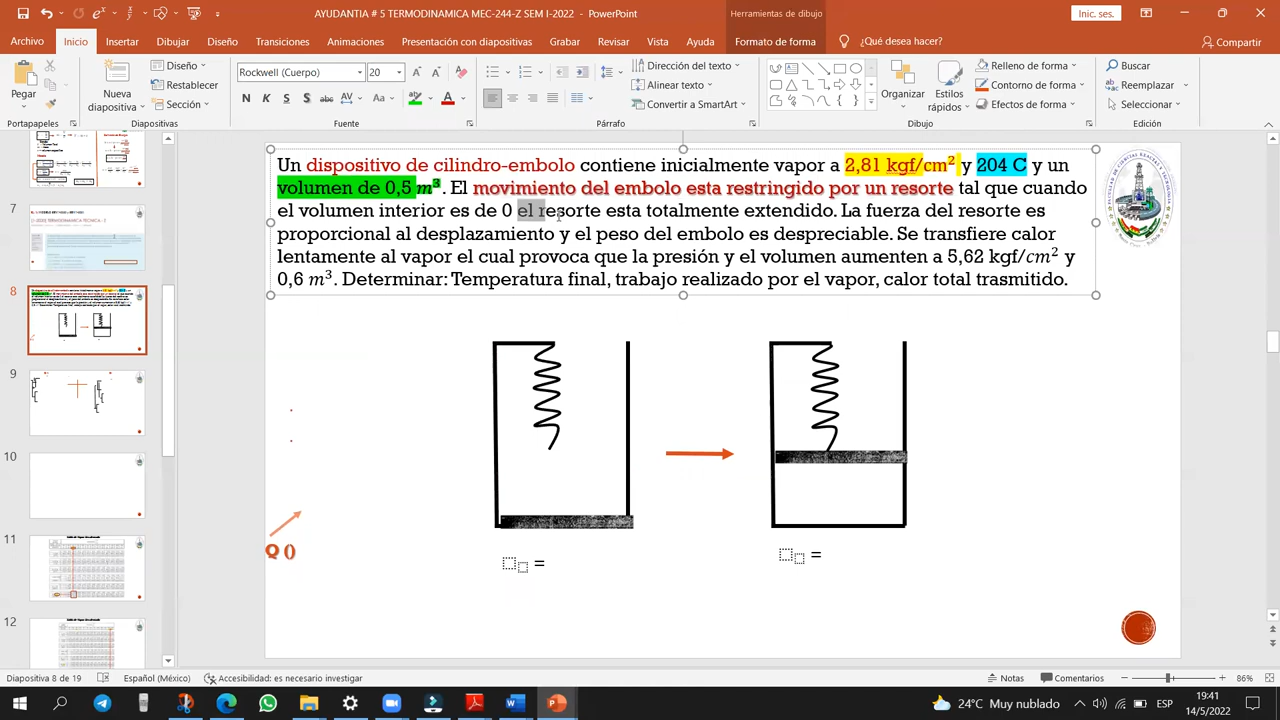 AYUDANTIA # 5 TERMODINAMICA MEC-244-Z SEM I-2022 - PowerPoint
Herramientas de dibujo
Inic. ses.
Archivo Inicio Insertar Dibujar Diseño Transiciones Animaciones Presentación con diapositivas Grabar Revisar Vista Ayuda Formato de forma ¿Qué desea hacer? Compartir
Pegar
Portapapeles
Nueva diapositiva
Diseño
Restablecer
Sección
Diapositivas
Rockwell (Cuerpo) 20
N K S S abc AV Aa A
Fuente
Dirección del texto
Alinear texto
Convertir a SmartArt
Párrafo
Organizar
Estilos rápidos
Relleno de forma
Contorno de forma
Efectos de forma
Dibujo
Buscar
Reemplazar
Seleccionar
Edición
7
8
9
10
11
12
Un dispositivo de cilindro-embolo contiene inicialmente vapor a 2,81 kgf/cm² y 204 C y un
volumen de 0,5 m³. El movimiento del embolo esta restringido por un resorte tal que cuando
el volumen interior es de 0 el resorte esta totalmente extendido. La fuerza del resorte es
proporcional al desplazamiento y el peso del embolo es despreciable. Se transfiere calor
lentamente al vapor el cual provoca que la presión y el volumen aumenten a 5,62 kgf/cm² y
0,6 m³. Determinar: Temperatura final, trabajo realizado por el vapor, calor total trasmitido.
Q ()
=
=
Diapositiva 8 de 19 Español (México) Accesibilidad: es necesario investigar Notas Comentarios 86%
24°C Muy nublado ESP 19:41
14/5/2022